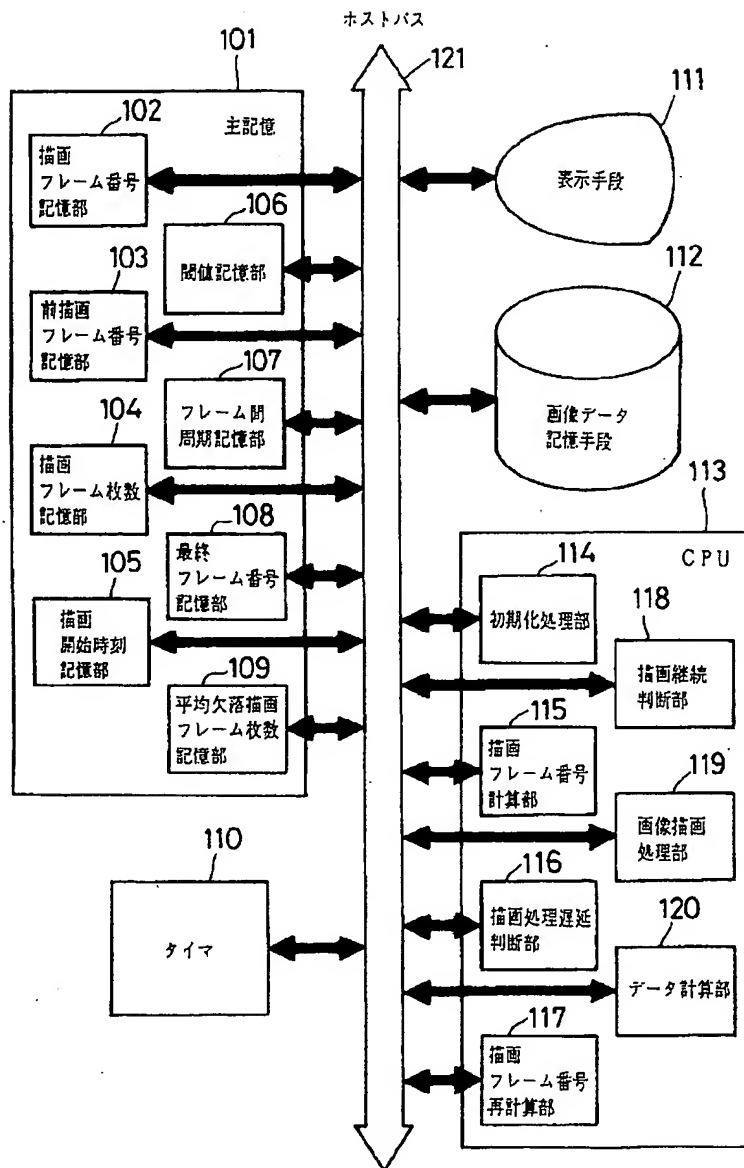 ホストバス
121
101
主記憶
102
描画
フレーム番号
記憶部
106
閾値記憶部
103
前描画
フレーム番号
記憶部
107
フレーム間
周期記憶部
104
描画
フレーム枚数
記憶部
108
最終
フレーム番号
記憶部
105
描画
開始時刻
記憶部
109
平均欠落描画
フレーム枚数
記憶部
110
タイマ
111
表示手段
112
画像データ
記憶手段
113
CPU
114
初期化処理部
118
描画継続
判断部
115
描画
フレーム番号
計算部
119
画像描画
処理部
116
描画処理遅延
判断部
120
データ計算部
117
描画
フレーム番号
再計算部